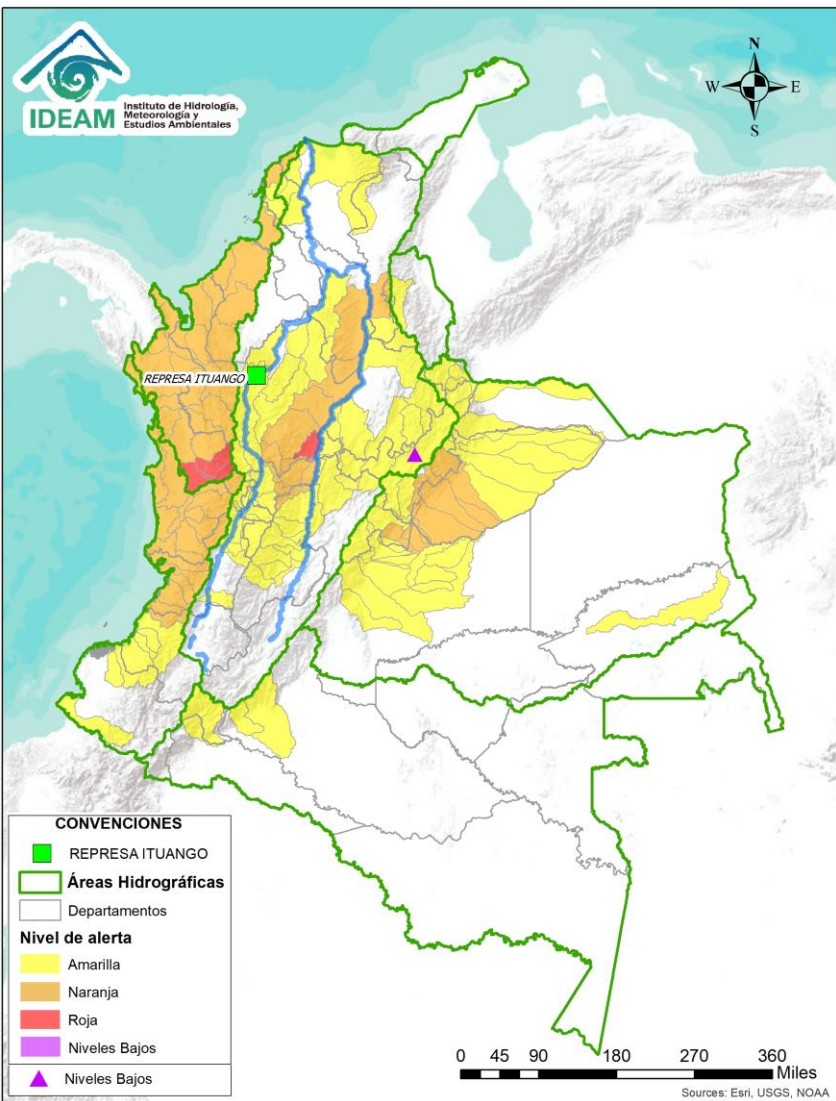 IDEAM
Instituto de Hidrología,
Meteorología y
Estudios Ambientales
N
W
E
S
REPRESA ITUANGO
CONVENCIONES
REPRESA ITUANGO
Áreas Hidrográficas
Departamentos
Nivel de alerta
Amarilla
Naranja
Roja
Niveles Bajos
Niveles Bajos
0 45 90 180 270 360
Miles
Sources: Esri, USGS, NOAA